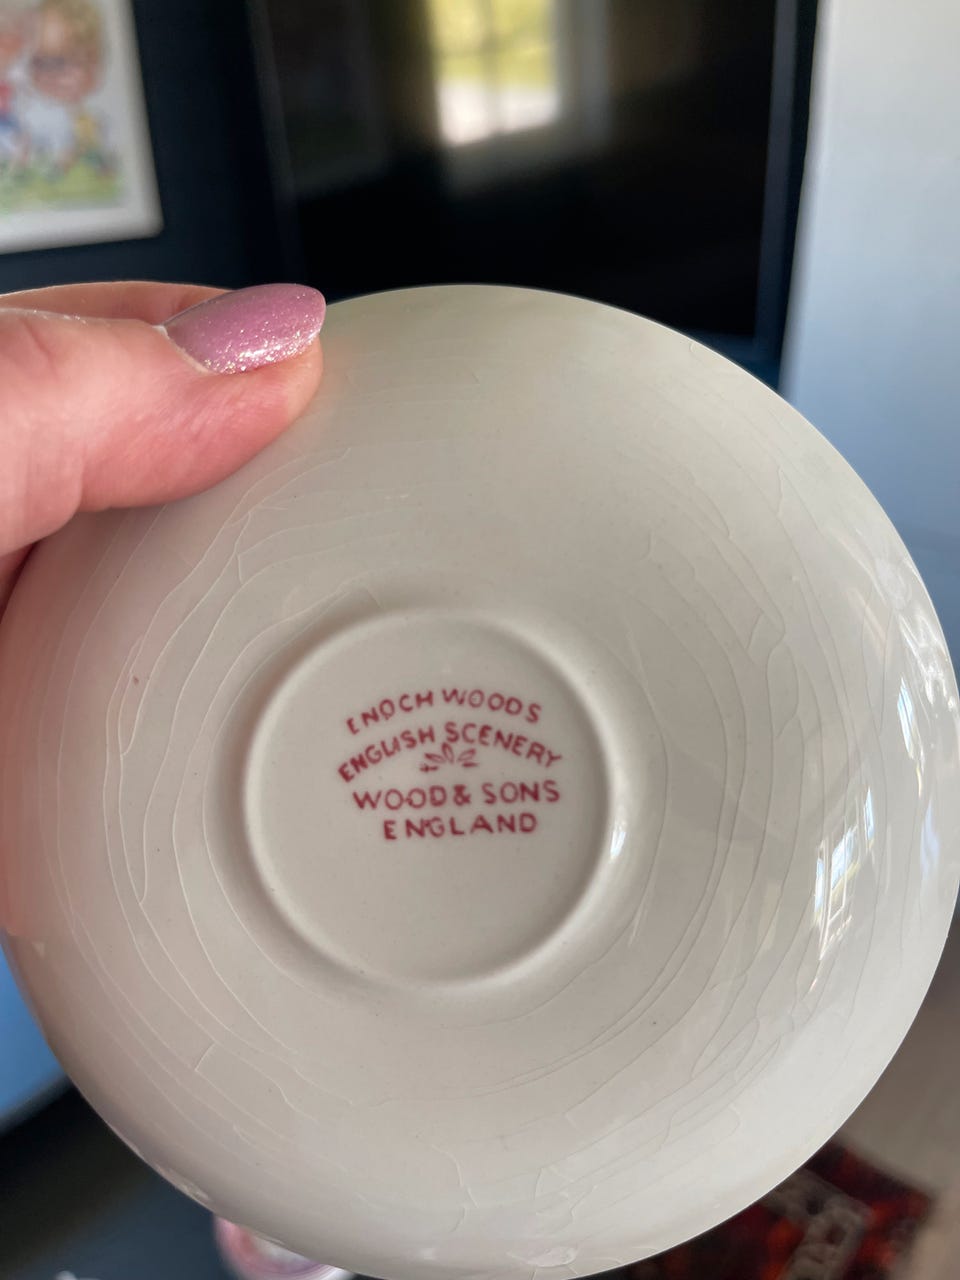 ENOCH WOODS
ENGLISH SCENERY
WOOD & SONS
ENGLAND